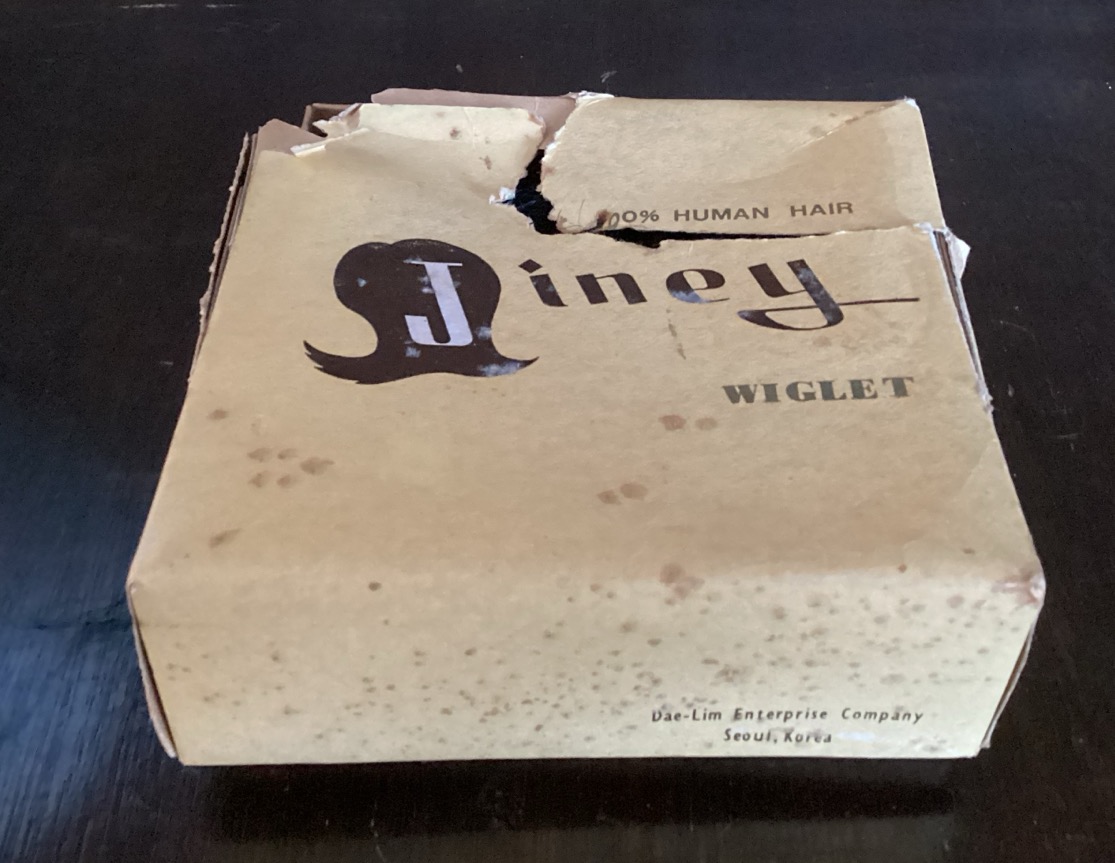 00% HUMAN HAIR
Jiney
WIGLET
Dae-Lim Enterprise Company
Seoul, Korea